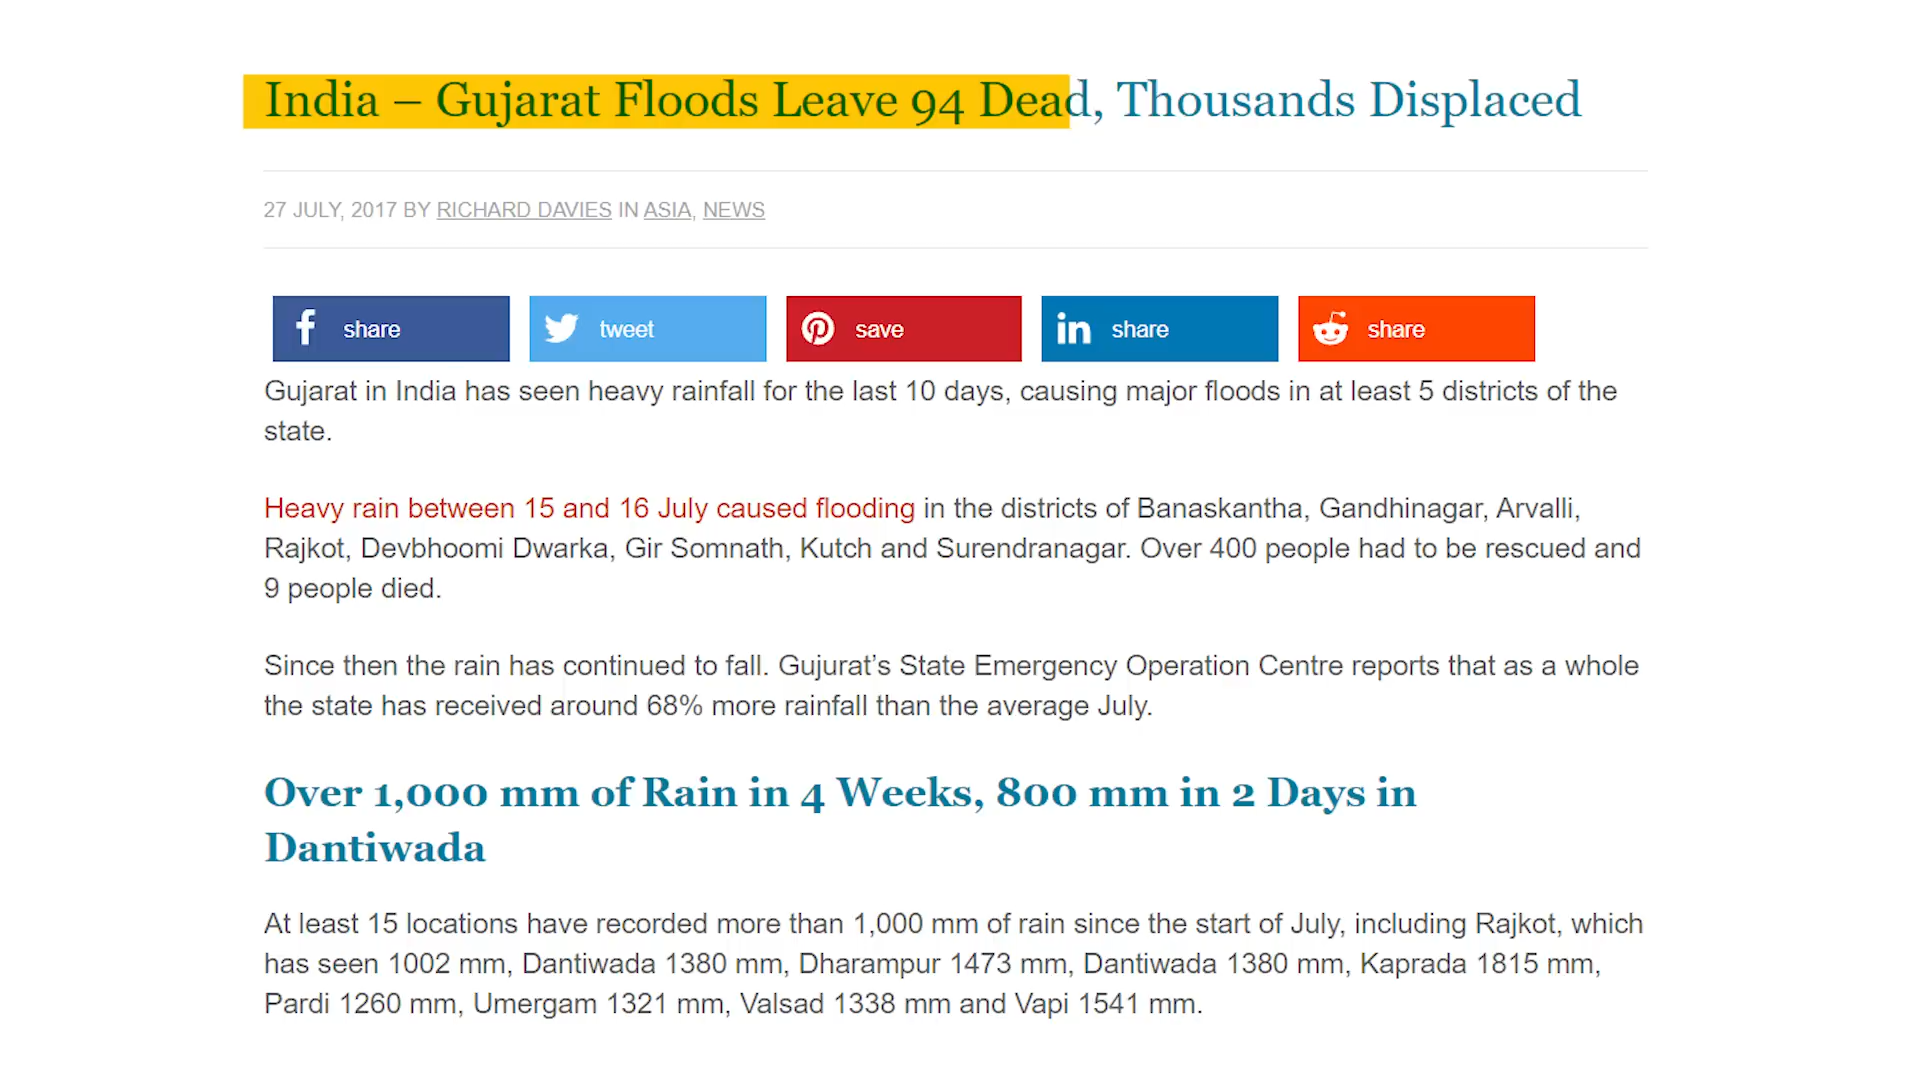 India – Gujarat Floods Leave 94 Dead, Thousands Displaced
27 JULY, 2017 BY RICHARD DAVIES IN ASIA, NEWS
share
tweet
save
share
share
Gujarat in India has seen heavy rainfall for the last 10 days, causing major floods in at least 5 districts of the
state.
Heavy rain between 15 and 16 July caused flooding in the districts of Banaskantha, Gandhinagar, Arvalli,
Rajkot, Devbhoomi Dwarka, Gir Somnath, Kutch and Surendranagar. Over 400 people had to be rescued and
9 people died.
Since then the rain has continued to fall. Gujurat’s State Emergency Operation Centre reports that as a whole
the state has received around 68% more rainfall than the average July.
Over 1,000 mm of Rain in 4 Weeks, 800 mm in 2 Days in
Dantiwada
At least 15 locations have recorded more than 1,000 mm of rain since the start of July, including Rajkot, which
has seen 1002 mm, Dantiwada 1380 mm, Dharampur 1473 mm, Dantiwada 1380 mm, Kaprada 1815 mm,
Pardi 1260 mm, Umergam 1321 mm, Valsad 1338 mm and Vapi 1541 mm.